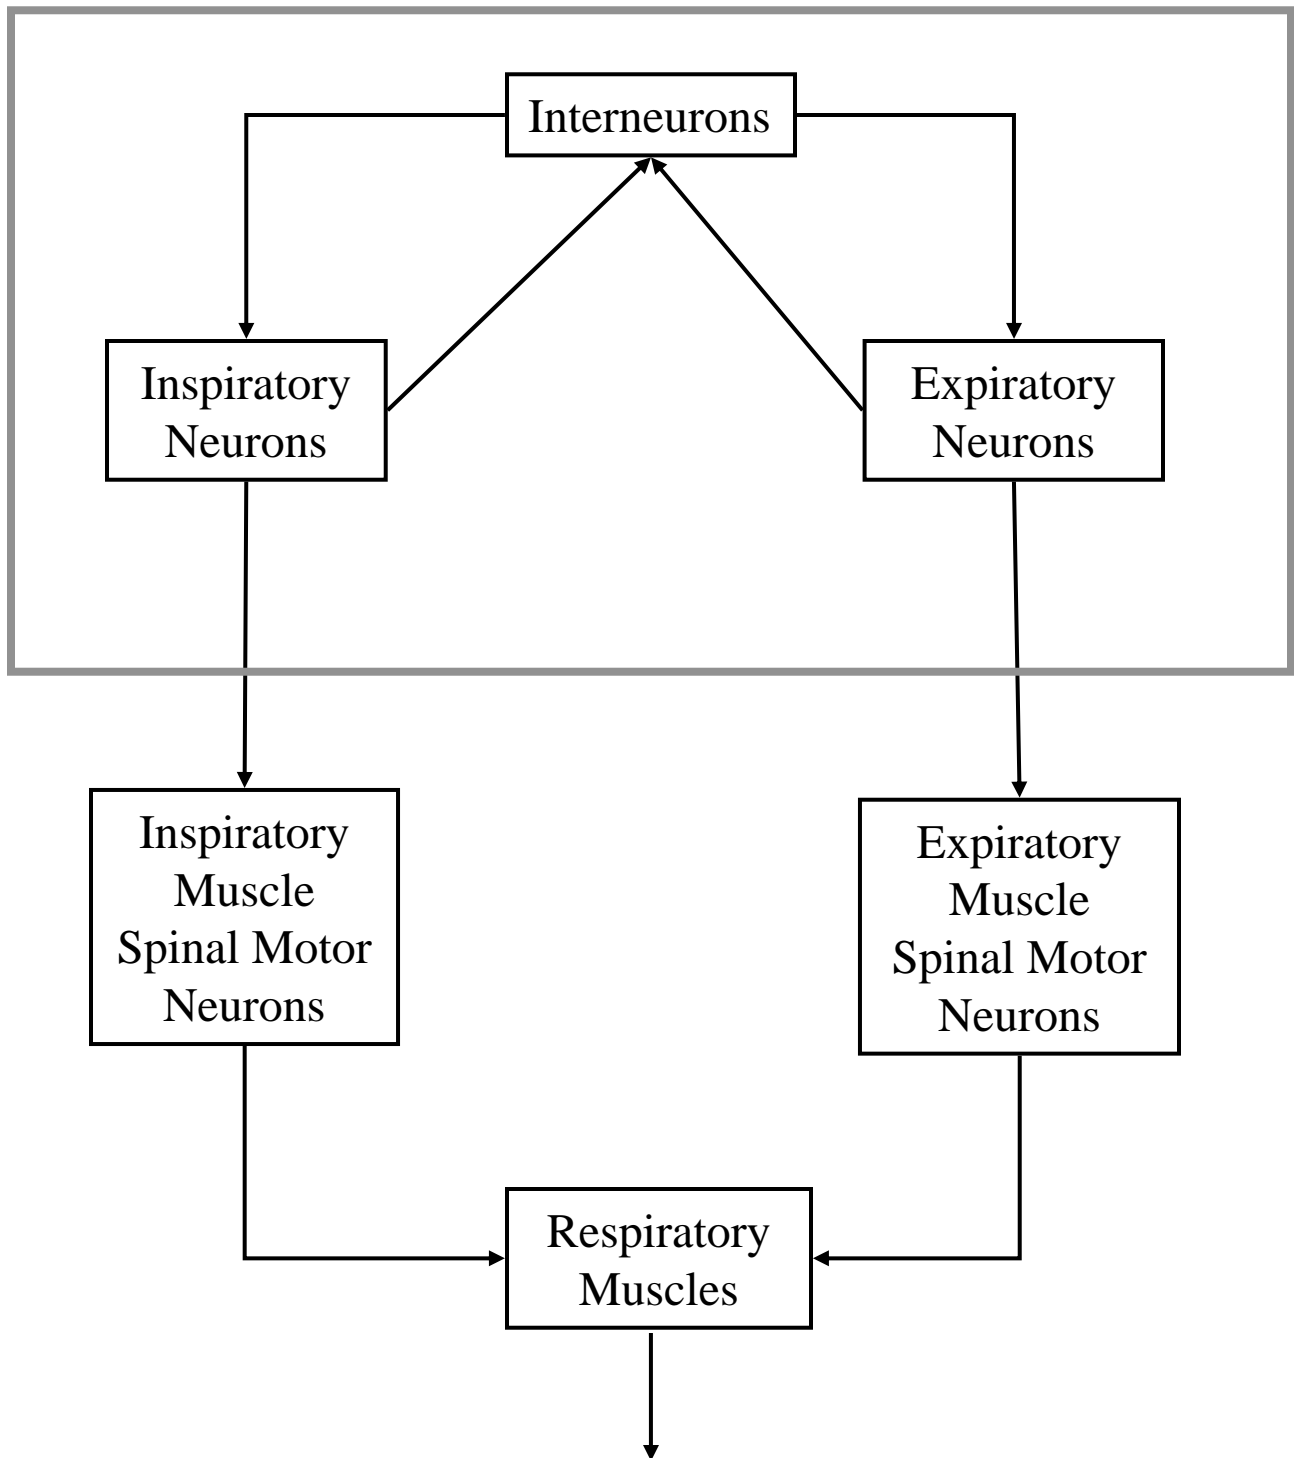 Interneurons
Inspiratory
Neurons
Expiratory
Neurons
Inspiratory
Muscle
Spinal Motor
Neurons
Expiratory
Muscle
Spinal Motor
Neurons
Respiratory
Muscles